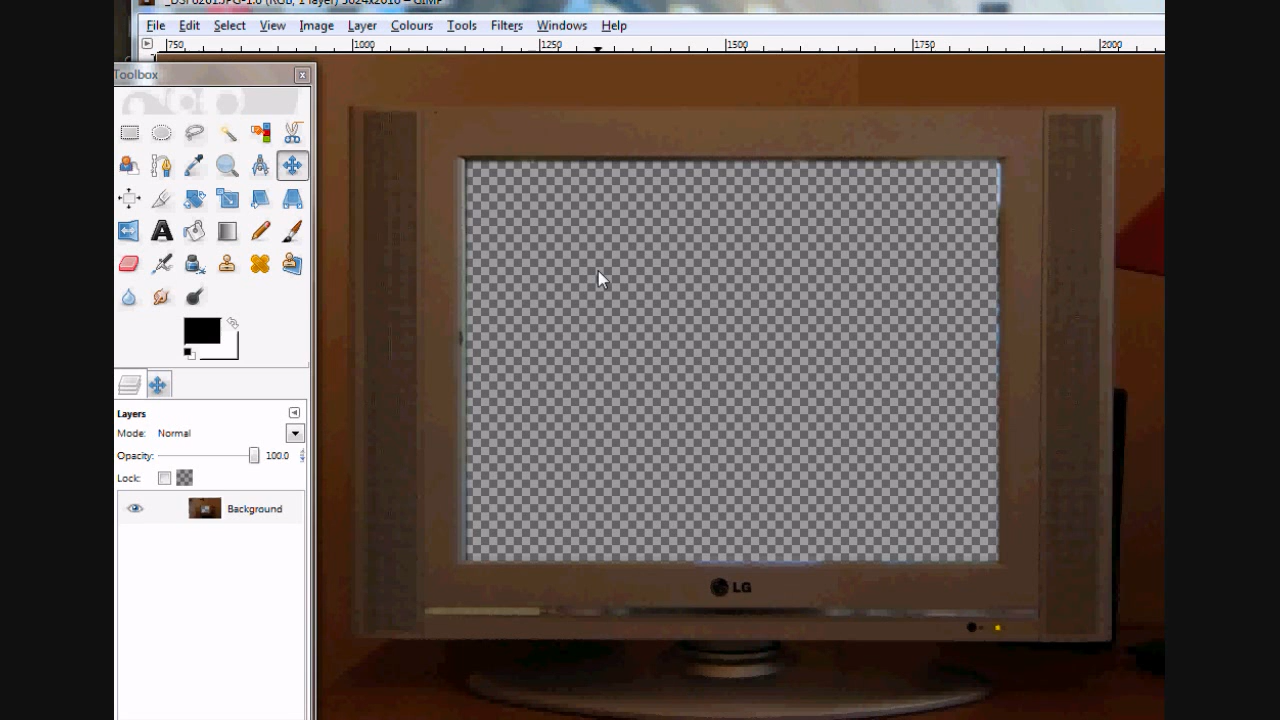 File Edit Select View Image Layer Colours Tools Filters Windows Help
750 1000 1250 1500 1750 2000
Toolbox
Layers
Mode: Normal
Opacity: 100.0
Lock:
Background
LG